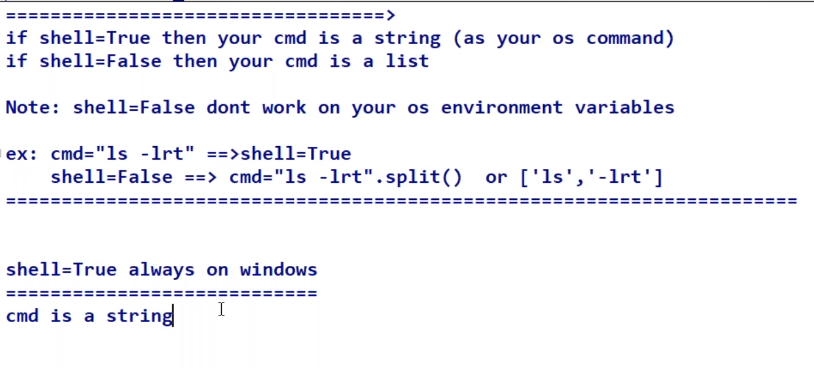 ==================================>
if shell=True then your cmd is a string (as your os command)
if shell=False then your cmd is a list
Note: shell=False dont work on your os environment variables
ex: cmd="ls -lrt" ==>shell=True
shell=False ==> cmd="ls -lrt".split()  or ['ls','-lrt']
=======================================================================
shell=True always on windows
============================
cmd is a string